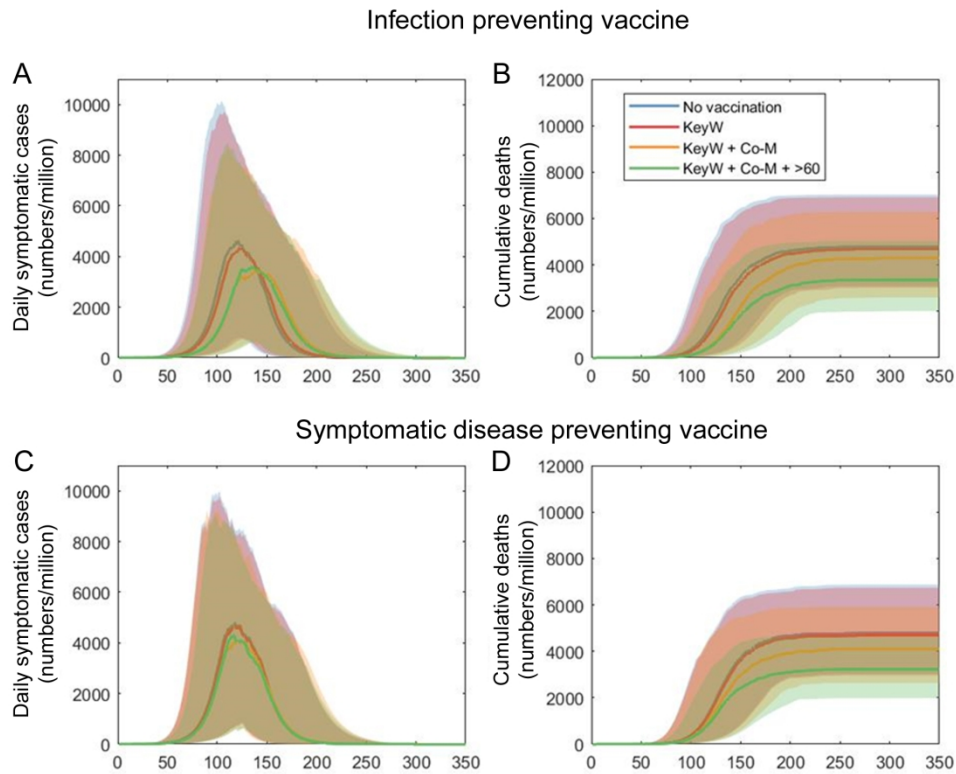 Infection preventing vaccine
A
Daily symptomatic cases
(numbers/million)
10000
8000
6000
4000
2000
0
0 50 100 150 200 250 300 350
B
Cumulative deaths
(numbers/million)
12000
10000
8000
6000
4000
2000
0
No vaccination
KeyW
KeyW + Co-M
KeyW + Co-M + >60
0 50 100 150 200 250 300 350
Symptomatic disease preventing vaccine
C
Daily symptomatic cases
(numbers/million)
10000
8000
6000
4000
2000
0
0 50 100 150 200 250 300 350
D
Cumulative deaths
(numbers/million)
12000
10000
8000
6000
4000
2000
0
0 50 100 150 200 250 300 350